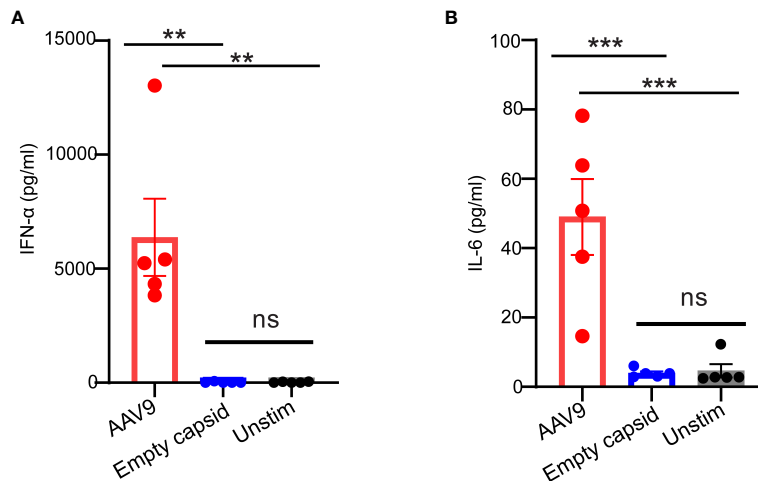 A
IFN-α (pg/ml)
15000
10000
5000
0
**
**
ns
AAV9
Empty capsid
Unstim
B
IL-6 (pg/ml)
100
80
60
40
20
0
***
***
ns
AAV9
Empty capsid
Unstim